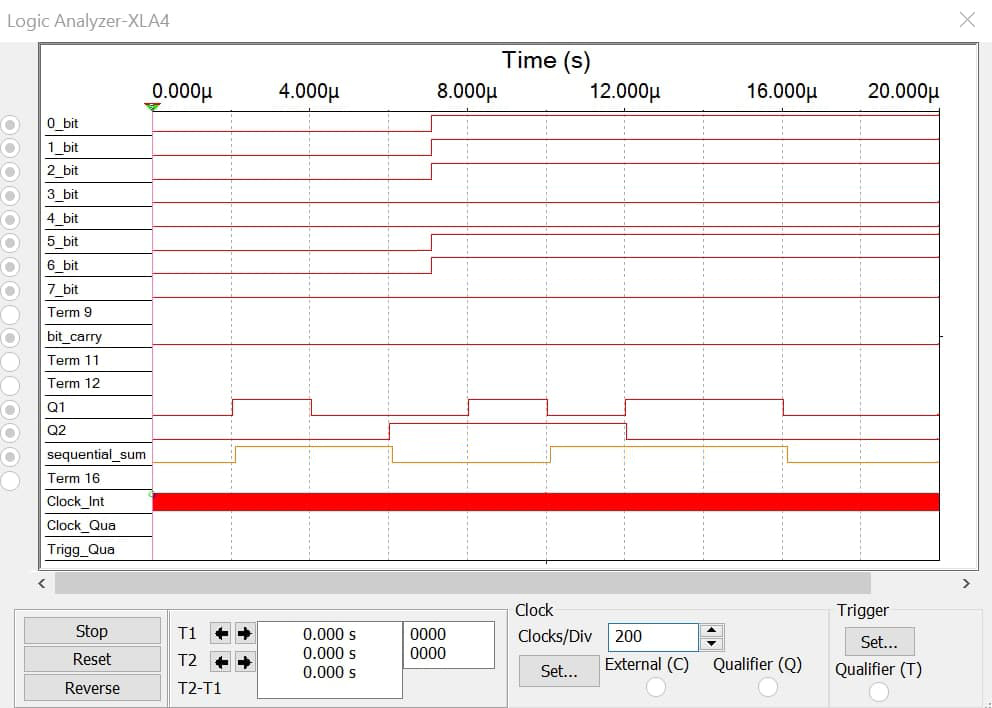 Logic Analyzer-XLA4
Time (s)
0.000µ 4.000µ 8.000µ 12.000µ 16.000µ 20.000µ
0_bit
1_bit
2_bit
3_bit
4_bit
5_bit
6_bit
7_bit
Term 9
bit_carry
Term 11
Term 12
Q1
Q2
sequential_sum
Term 16
Clock_Int
Clock_Qua
Trigg_Qua
Stop
Reset
Reverse
T1
T2
T2-T1
0.000 s
0.000 s
0.000 s
0000
0000
Clock
Clocks/Div 200
Set...
External (C)
Qualifier (Q)
Trigger
Set...
Qualifier (T)